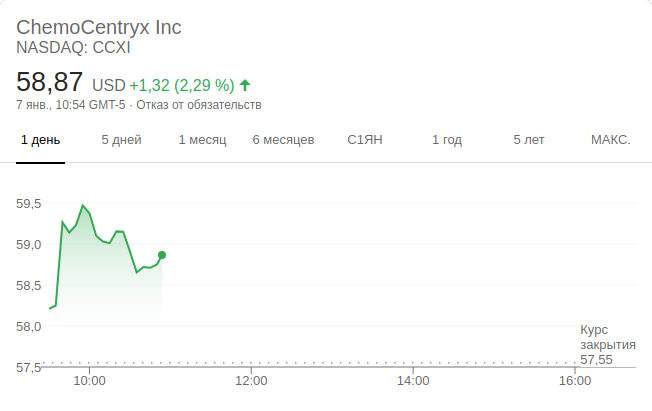 ChemoCentryx Inc
NASDAQ: CCXI
58,87 USD +1,32 (2,29 %)
7 янв., 10:54 GMT-5 · Отказ от обязательств
1 день 5 дней 1 месяц 6 месяцев С1ЯН 1 год 5 лет МАКС.
59,5
59,0
58,5
58,0
Курс
закрытия
57,55
57,5
10:00 12:00 14:00 16:00